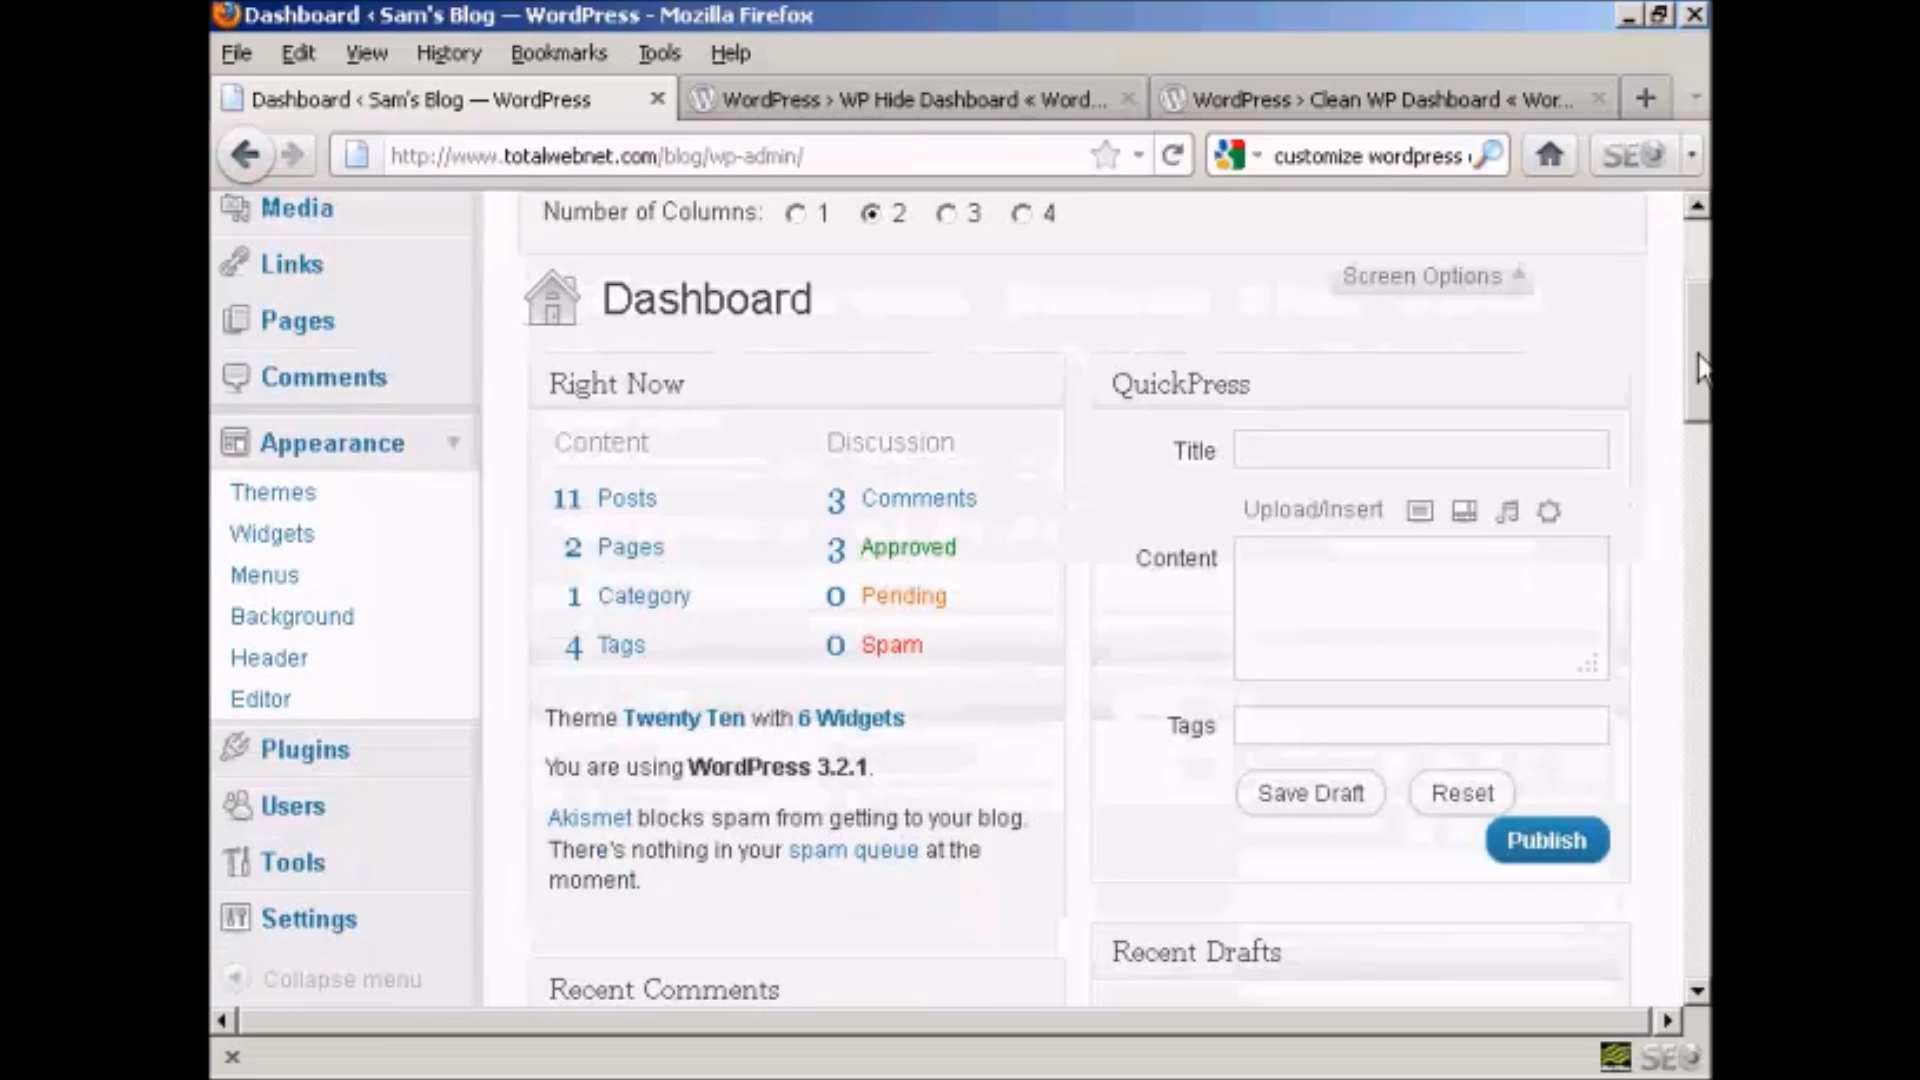 Dashboard ‹ Sam's Blog — WordPress - Mozilla Firefox
File Edit View History Bookmarks Tools Help
Dashboard ‹ Sam's Blog — WordPress
WordPress › WP Hide Dashboard « Word...
WordPress › Clean WP Dashboard « Wor...
http://www.totalwebnet.com/blog/wp-admin/
customize wordpress
SEO
Media
Links
Pages
Comments
Appearance
Themes
Widgets
Menus
Background
Header
Editor
Plugins
Users
Tools
Settings
Collapse menu
Number of Columns: 1 2 3 4
Screen Options
Dashboard
Right Now
Content
Discussion
11 Posts
3 Comments
2 Pages
3 Approved
1 Category
0 Pending
4 Tags
0 Spam
Theme Twenty Ten with 6 Widgets
You are using WordPress 3.2.1.
Akismet blocks spam from getting to your blog.
There's nothing in your spam queue at the
moment.
Recent Comments
QuickPress
Title
Upload/Insert
Content
Tags
Save Draft
Reset
Publish
Recent Drafts
SEO